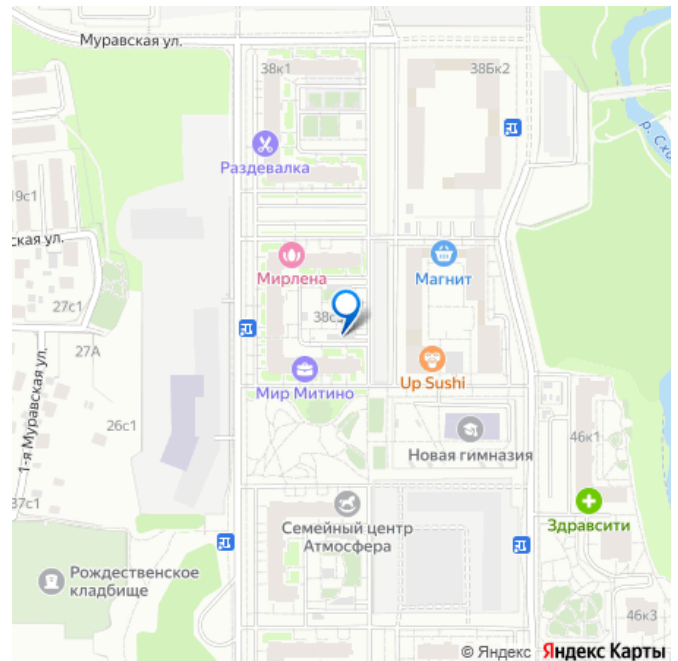 Муравская ул.
38к1
38Бк2
Раздевалка
р. Схо
19с1
ская ул.
Мирлена
Магнит
27с1
38с
27А
1-я Муравская ул.
Мир Митино
Up Sushi
26с1
Новая гимназия
46к1
37с1
Семейный центр
Атмосфера
Здравсити
Рождественское
кладбище
46к3
© Яндекс Яндекс Карты